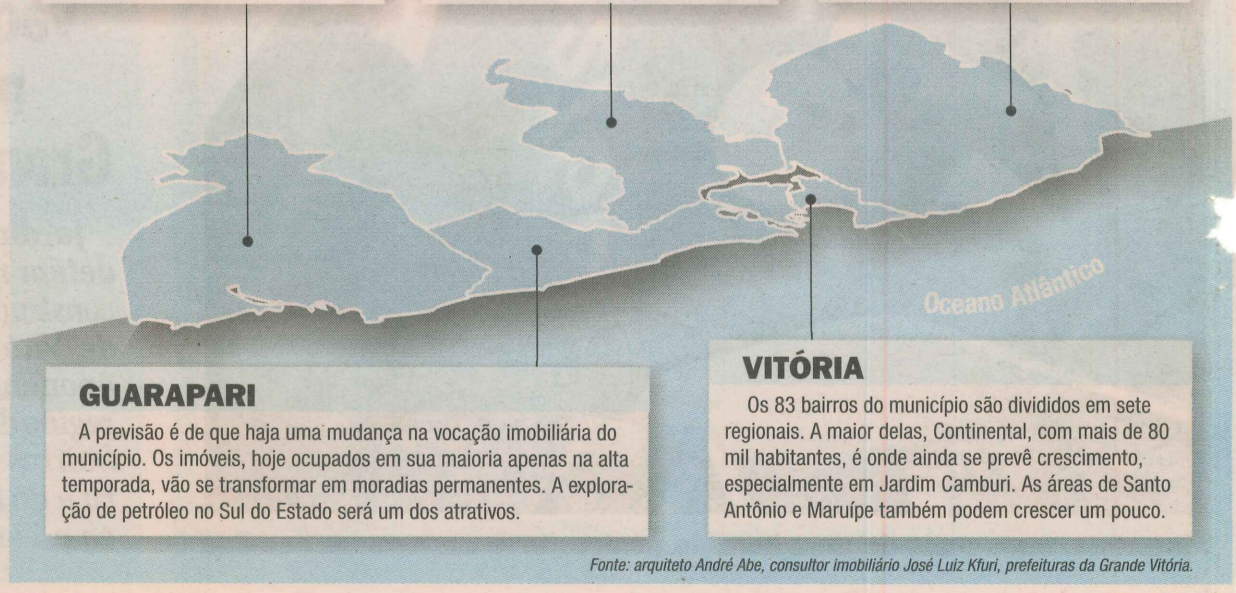 Oceano Atlântico
GUARAPARI
A previsão é de que haja uma mudança na vocação imobiliária do
município. Os imóveis, hoje ocupados em sua maioria apenas na alta
temporada, vão se transformar em moradias permanentes. A explora-
ção de petróleo no Sul do Estado será um dos atrativos.
VITÓRIA
Os 83 bairros do município são divididos em sete
regionais. A maior delas, Continental, com mais de 80
mil habitantes, é onde ainda se prevê crescimento,
especialmente em Jardim Camburi. As áreas de Santo
Antônio e Maruípe também podem crescer um pouco.
Fonte: arquiteto André Abe, consultor imobiliário José Luiz Kfuri, prefeituras da Grande Vitória.